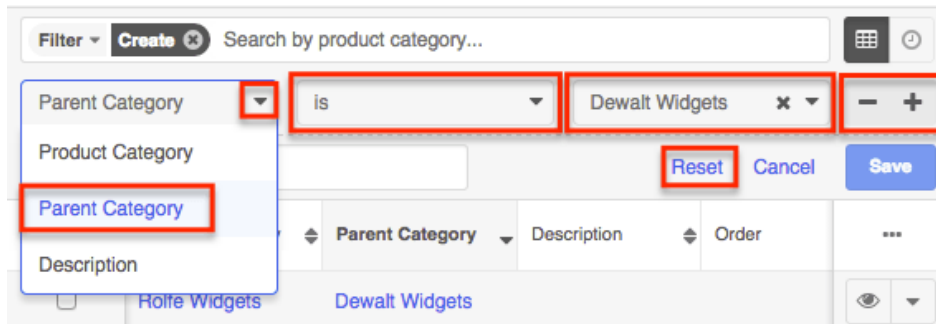 Filter Create Search by product category...
Parent Category is Dewalt Widgets
Product Category
Reset Cancel Save
Parent Category
Parent Category Description Order
Description
Rolfe Widgets Dewalt Widgets